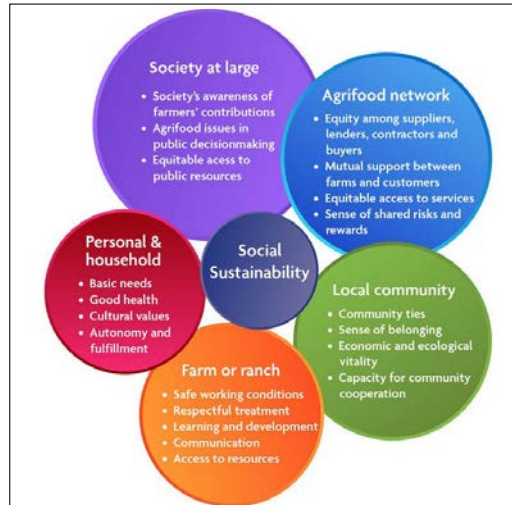 Society at large
• Society's awareness of
farmers' contributions
• Agrifood issues in
public decisionmaking
• Equitable acess to
public resources
Agrifood network
• Equity among suppliers,
lenders, contractors and
buyers
• Mutual support between
farms and customers
• Equitable access to services
• Sense of shared risks and
rewards
Personal &
household
• Basic needs
• Good health
• Cultural values
• Autonomy and
fulfillment
Social
Sustainability
Local community
• Community ties
• Sense of belonging
• Economic and ecological
vitality
• Capacity for community
cooperation
Farm or ranch
• Safe working conditions
• Respectful treatment
• Learning and development
• Communication
• Access to resources